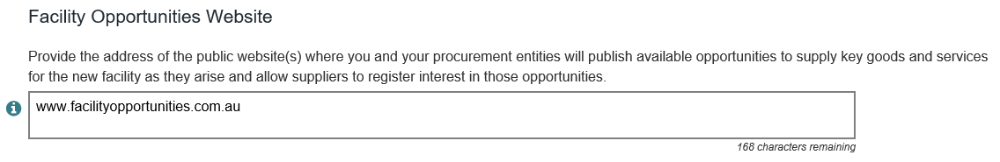 Facility Opportunities Website
Provide the address of the public website(s) where you and your procurement entities will publish available opportunities to supply key goods and services
for the new facility as they arise and allow suppliers to register interest in those opportunities.
www.facilityopportunities.com.au
168 characters remaining